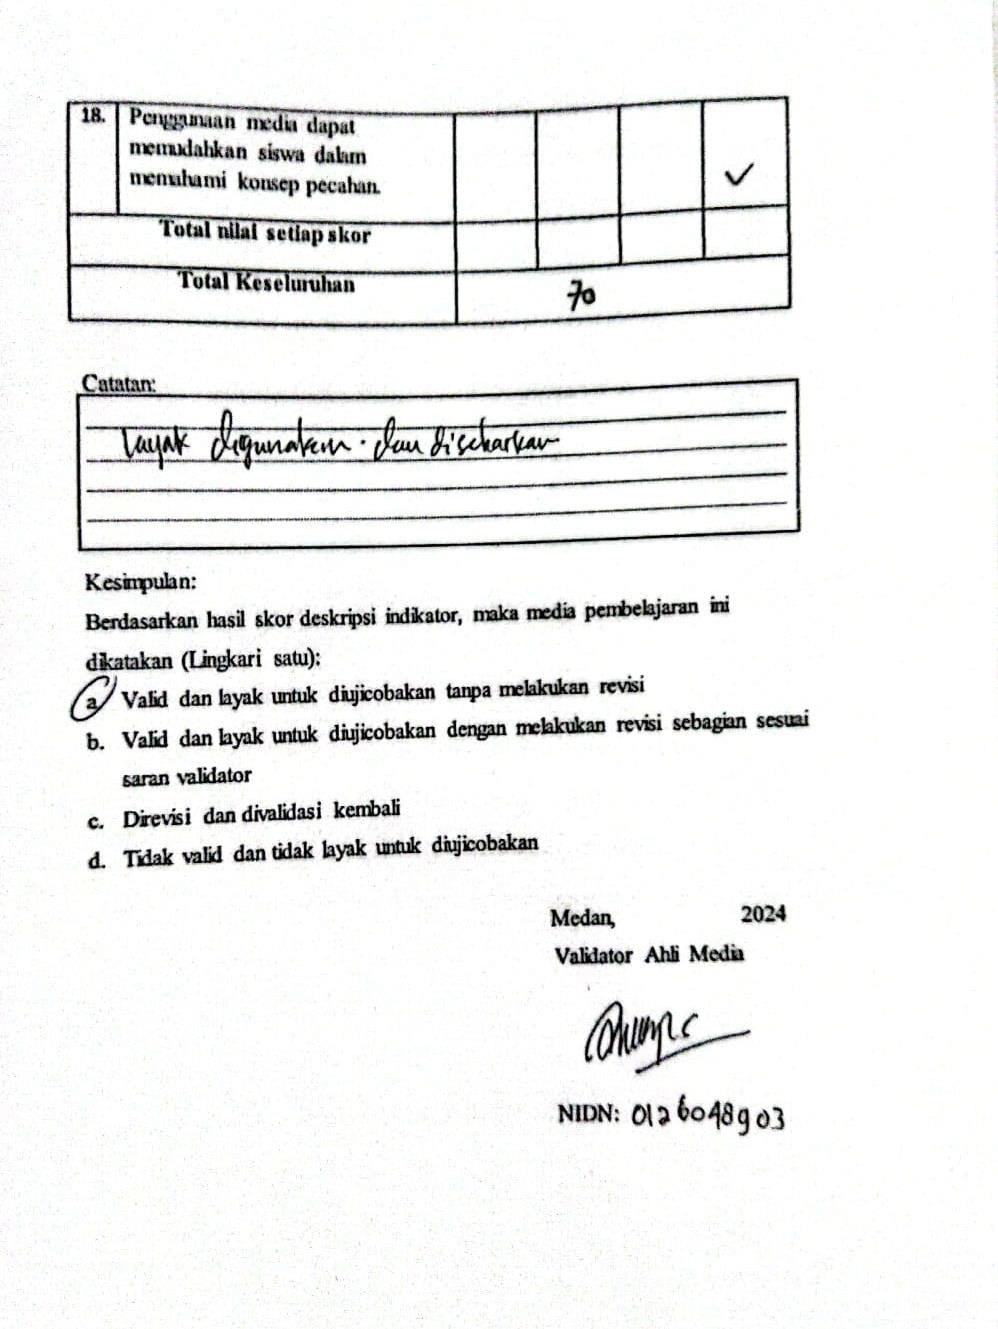 18. Penggunaan media dapat
memudahkan siswa dalam
memahami konsep pecahan. ✓
Total nilai setiap skor
Total Keseluruhan 70
Catatan:
layak digunakan. dan disebarkan
Kesimpulan:
Berdasarkan hasil skor deskripsi indikator, maka media pembelajaran ini
dikatakan (Lingkari satu):
a. Valid dan layak untuk diujicobakan tanpa melakukan revisi
b. Valid dan layak untuk diujicobakan dengan melakukan revisi sebagian sesuai
saran validator
c. Direvisi dan divalidasi kembali
d. Tidak valid dan tidak layak untuk diujicobakan
Medan, 2024
Validator Ahli Media
NIDN: 0126048903